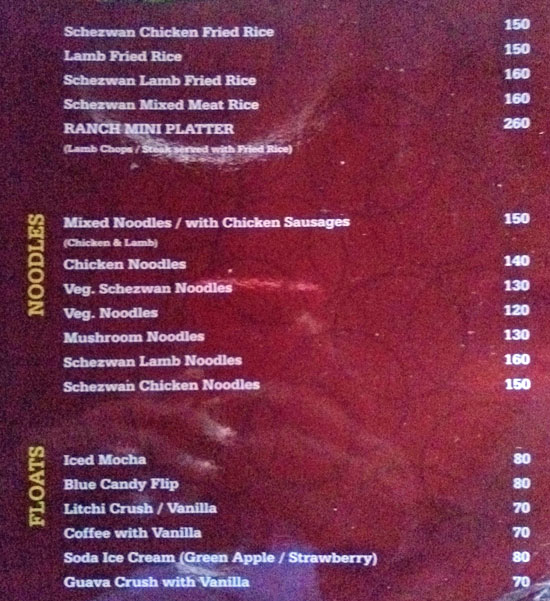 Schezwan Chicken Fried Rice 150
Lamb Fried Rice 150
Schezwan Lamb Fried Rice 160
Schezwan Mixed Meat Rice 160
RANCH MINI PLATTER 260
(Lamb Chops / Steak served with Fried Rice)
NOODLES
Mixed Noodles / with Chicken Sausages 150
(Chicken & Lamb)
Chicken Noodles 140
Veg. Schezwan Noodles 130
Veg. Noodles 120
Mushroom Noodles 130
Schezwan Lamb Noodles 160
Schezwan Chicken Noodles 150
FLOATS
Iced Mocha 80
Blue Candy Flip 80
Litchi Crush / Vanilla 70
Coffee with Vanilla 70
Soda Ice Cream (Green Apple / Strawberry) 80
Guava Crush with Vanilla 70